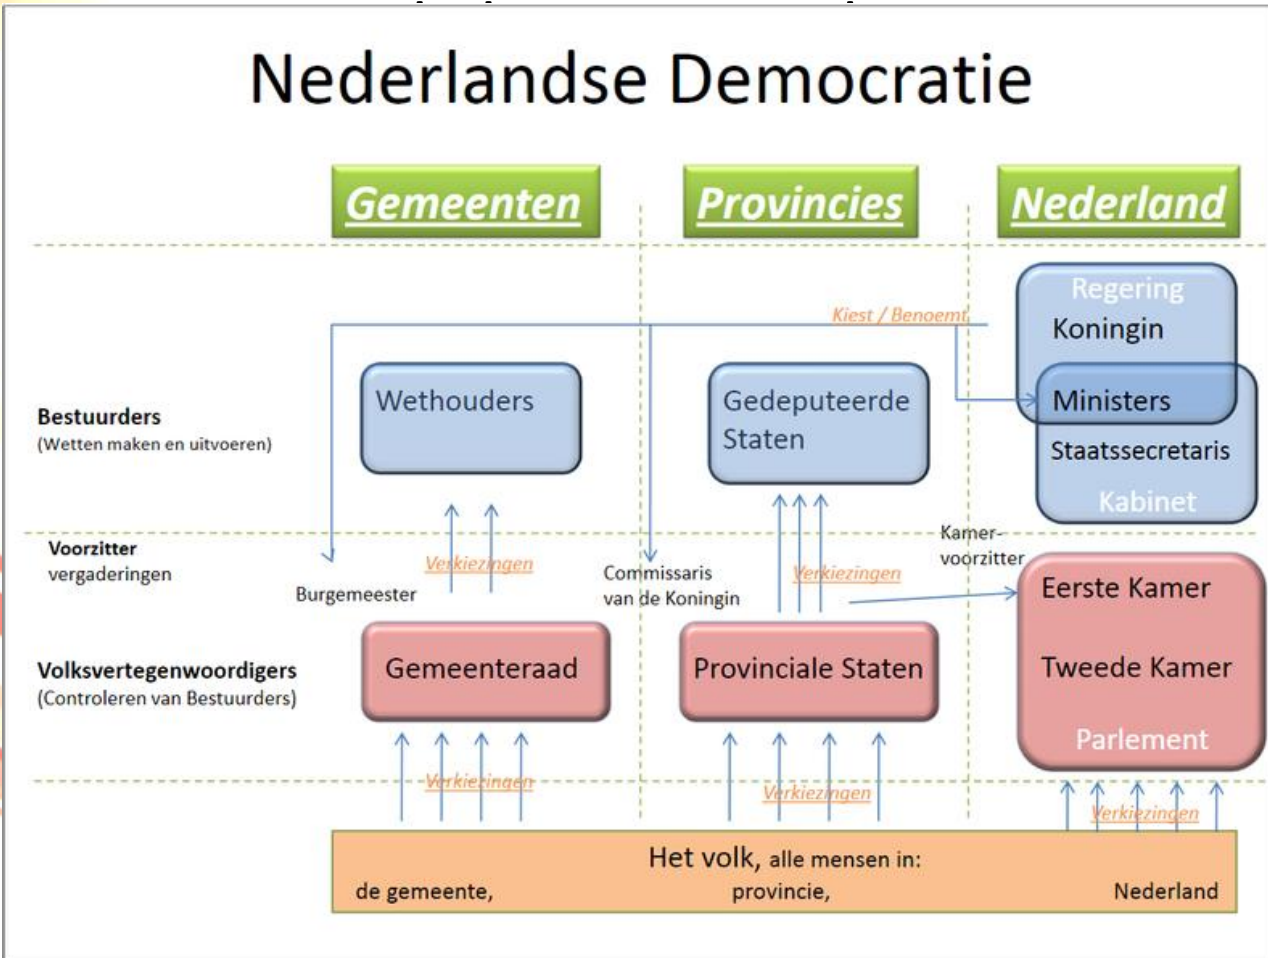 Nederlandse Democratie
Gemeenten
Provincies
Nederland
Regering
Kiest / Benoemt
Koningin
Wethouders
Gedeputeerde
Staten
Ministers
Bestuurders
(Wetten maken en uitvoeren)
Staatssecretaris
Kabinet
Voorzitter
vergaderingen
Burgemeester
Verkiezingen
Commissaris
van de Koningin
Verkiezingen
Kamer-
voorzitter
Eerste Kamer
Volksvertegenwoordigers
(Controleren van Bestuurders)
Gemeenteraad
Provinciale Staten
Tweede Kamer
Parlement
Verkiezingen
Verkiezingen
Verkiezingen
Het volk, alle mensen in:
de gemeente,
provincie,
Nederland